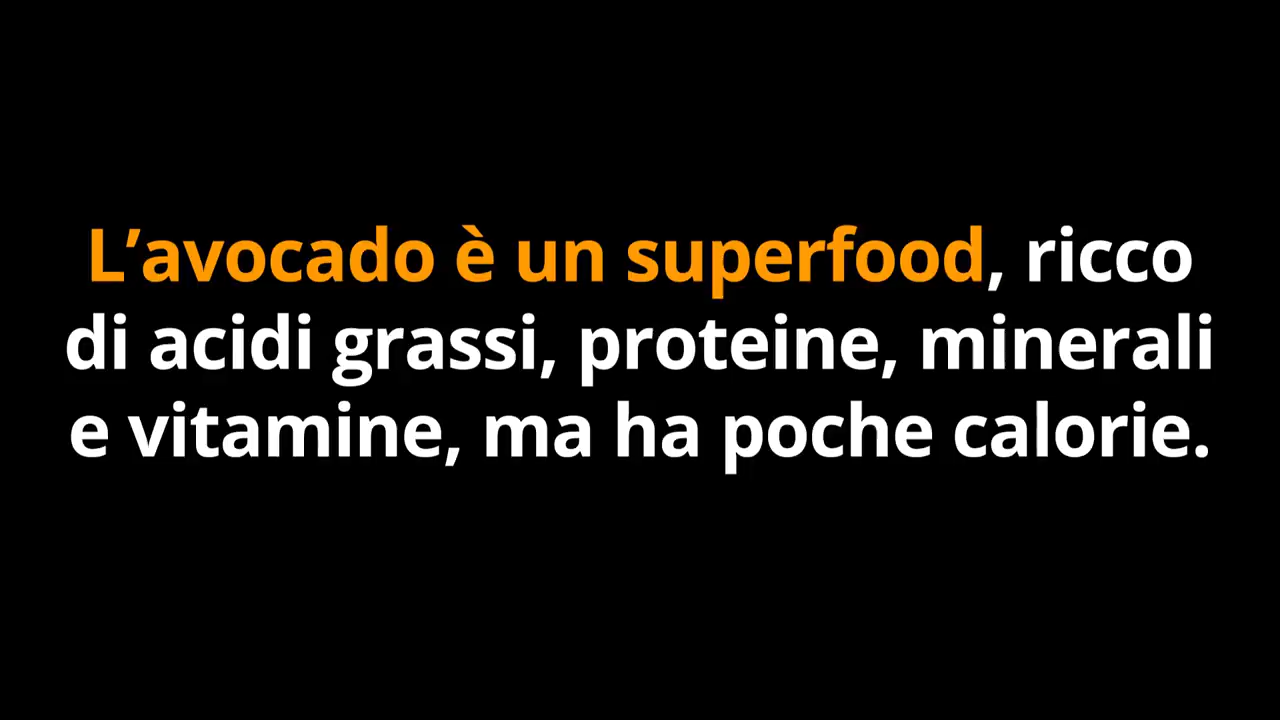 L’avocado è un superfood, ricco
di acidi grassi, proteine, minerali
e vitamine, ma ha poche calorie.